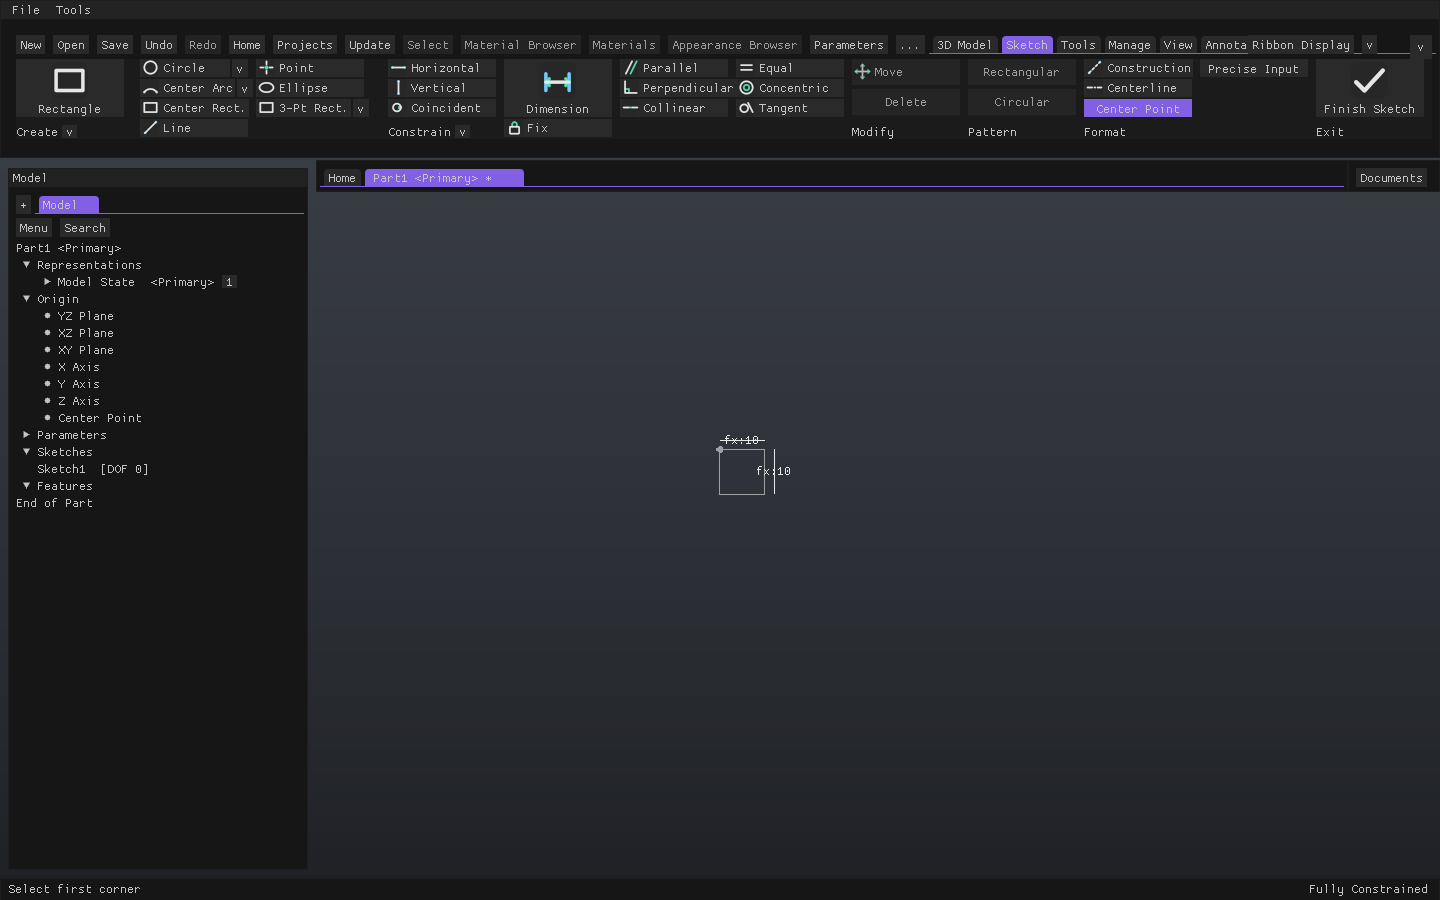 File Tools
New Open Save Undo Redo Home Projects Update Select Material Browser Materials Appearance Browser Parameters ... 3D Model Sketch Tools Manage View Annota Ribbon Display v v
Circle v Point Horizontal Parallel Equal Move Rectangular Construction Precise Input
Center Arc v Ellipse Vertical Perpendicular Concentric Centerline
Rectangle Center Rect. 3-Pt Rect. v Coincident Dimension Collinear Tangent Delete Circular Center Point Finish Sketch
Create v Line Constrain v Fix Modify Pattern Format Exit
Model
Home Part1 <Primary> * Documents
+ Model
Menu Search
Part1 <Primary>
Representations
Model State <Primary> 1
Origin
YZ Plane
XZ Plane
XY Plane
X Axis
Y Axis
Z Axis
Center Point
Parameters
Sketches
Sketch1 [DOF 0]
Features
End of Part
fx:10
fx:10
Select first corner Fully Constrained